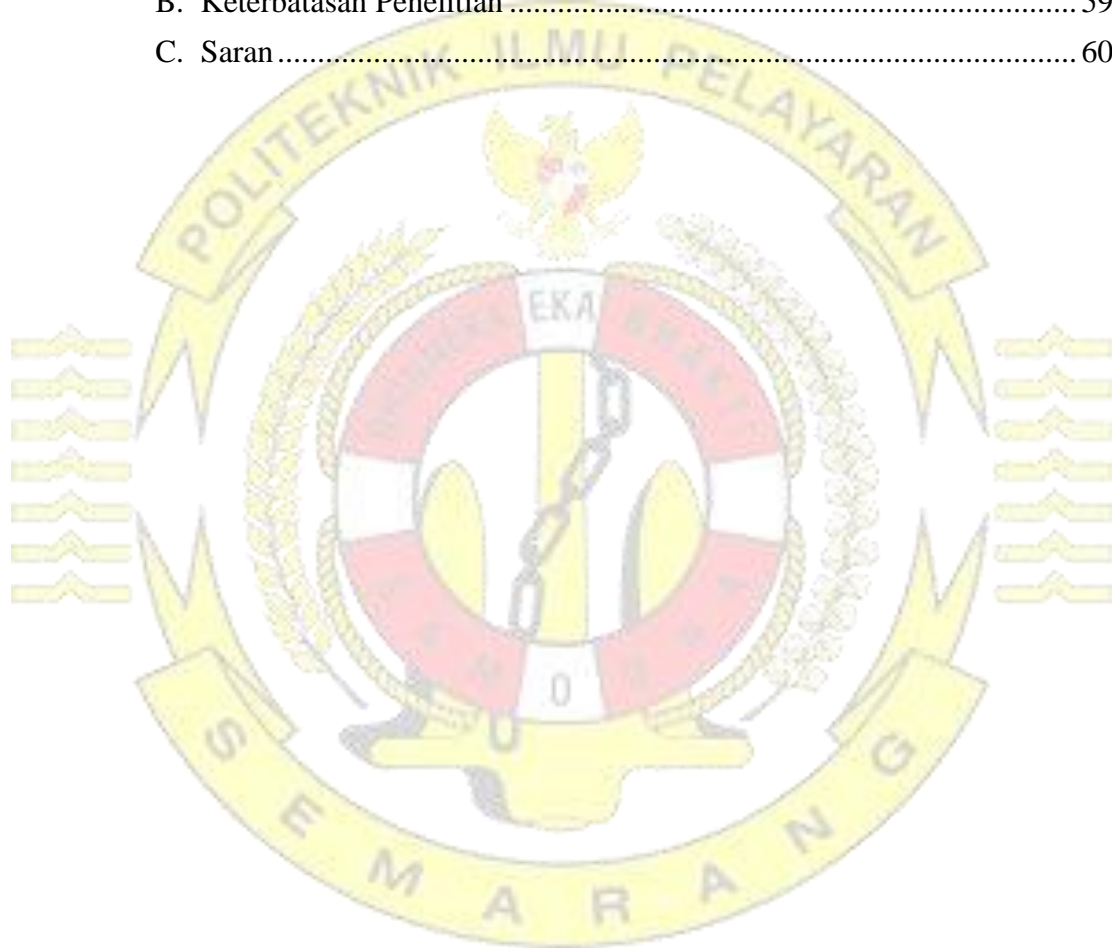 B. Keterbatasan Penelitian ........ 59
C. Saran ........ 60
POLITEKNIK ILMU PELAYARAN
EKA
O
SEMARANG